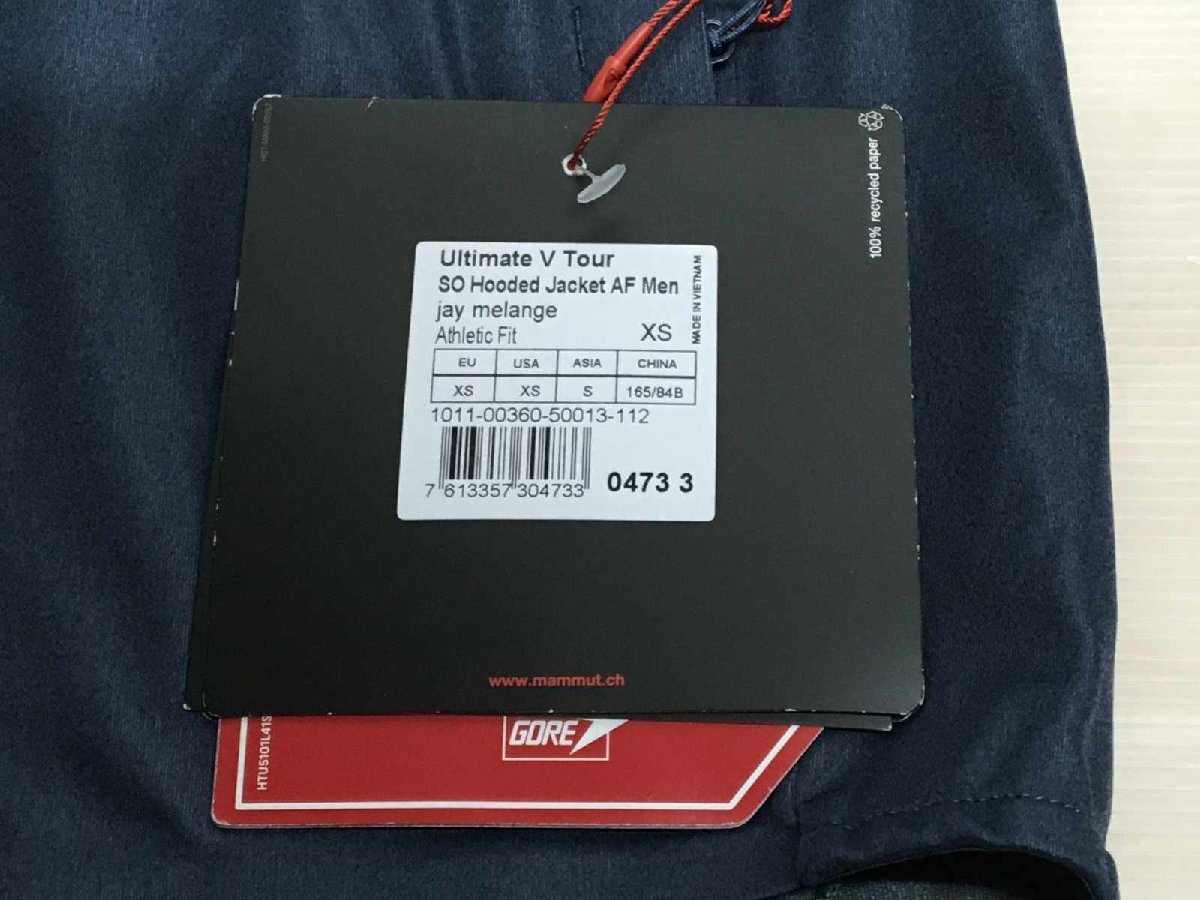 100% recycled paper
Ultimate V Tour
SO Hooded Jacket AF Men
jay melange
Athletic Fit
XS
MADE IN VIETNAM
EU USA ASIA CHINA
XS XS S 165/84B
1011-00360-50013-112
7 613357 304733
0473 3
www.mammut.ch
GORE
HTU5101L41S